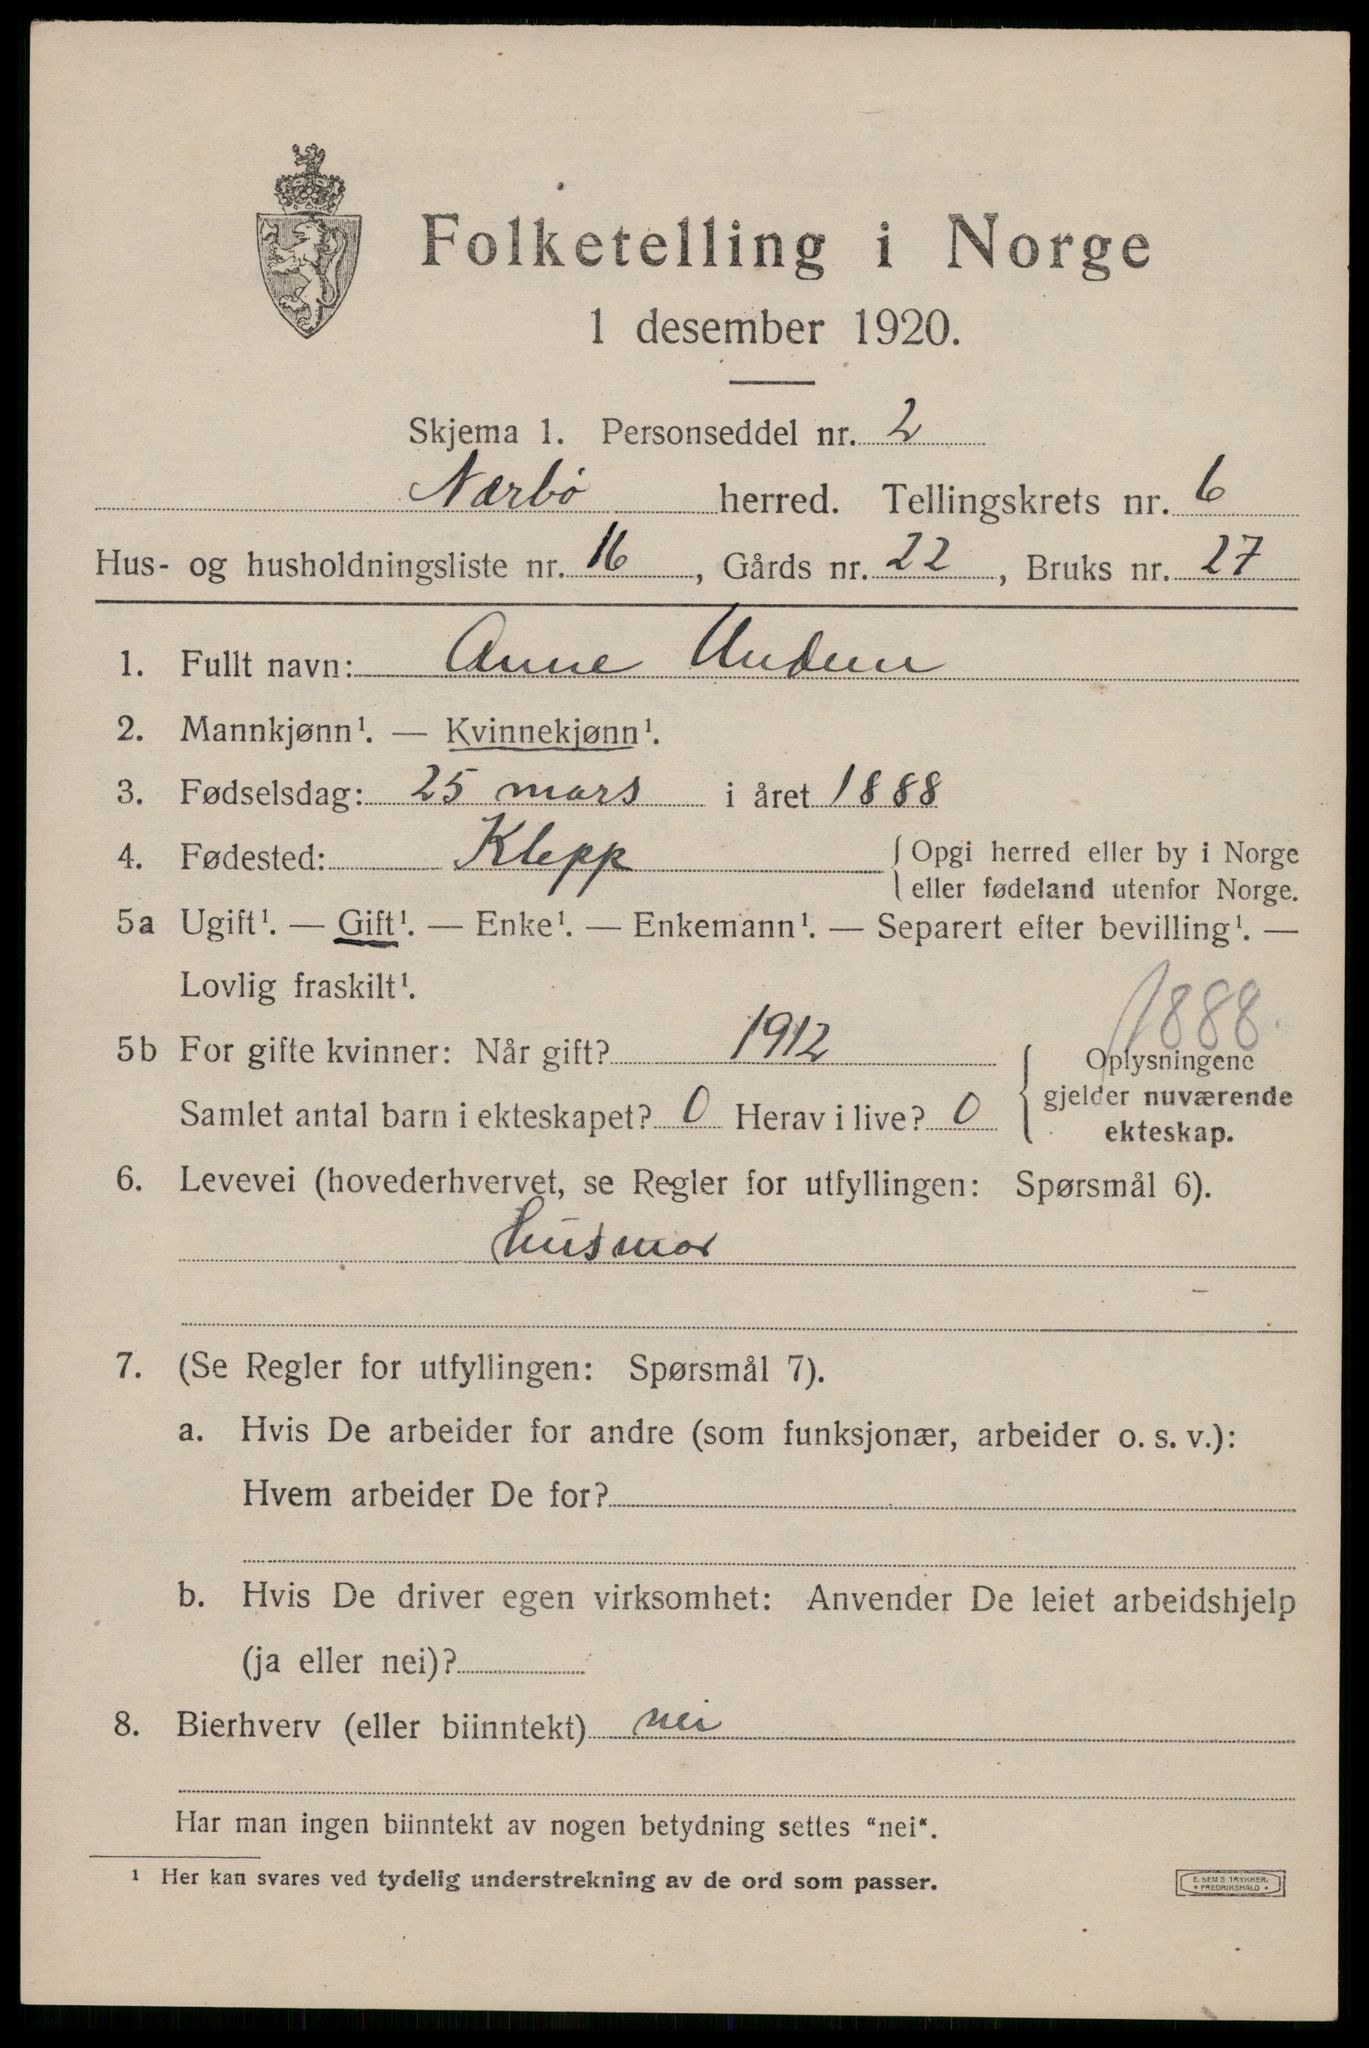 Folketelling i Norge
1 desember 1920.
Skjema 1. Personseddel nr. 2
Nærbø herred. Tellingskrets nr. 6
Hus- og husholdningsliste nr. 16, Gårds nr. 22, Bruks nr. 27
1. Fullt navn: Anne Undem
2. Mannkjønn¹. — Kvinnekjønn¹.
3. Fødselsdag: 25 mars i året 1888
4. Fødested: Klepp { Opgi herred eller by i Norge
eller fødeland utenfor Norge.
5a Ugift¹. — Gift¹. — Enke¹. — Enkemann¹. — Separert efter bevilling¹. —
Lovlig fraskilt¹.
1888.
5b For gifte kvinner: Når gift? 1912
Oplysningene
gjelder nuværende
ekteskap.
Samlet antal barn i ekteskapet? 0 Herav i live? 0
6. Levevei (hovederhvervet, se Regler for utfyllingen: Spørsmål 6).
Husmor
7. (Se Regler for utfyllingen: Spørsmål 7).
a. Hvis De arbeider for andre (som funksjonær, arbeider o. s. v.):
Hvem arbeider De for?
b. Hvis De driver egen virksomhet: Anvender De leiet arbeidshjelp
(ja eller nei)?
8. Bierhverv (eller biinntekt) nei
Har man ingen biinntekt av nogen betydning settes "nei".
¹ Her kan svares ved tydelig understrekning av de ord som passer.
E. SEM'S TRYKKERI
• FREDRIKSHALD •